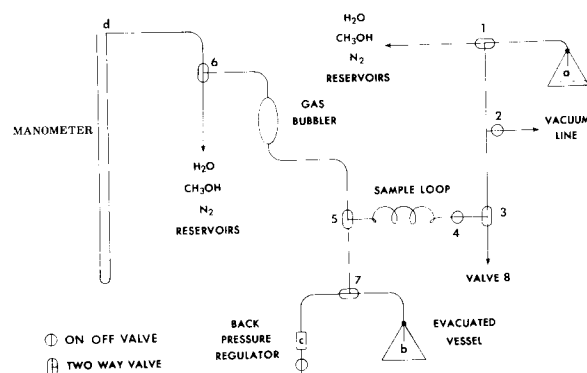 d
H₂O
CH₃OH
N₂
RESERVOIRS
1
a
6
GAS
BUBBLER
MANOMETER
2
VACUUM
LINE
H₂O
CH₃OH
N₂
RESERVOIRS
SAMPLE LOOP
5
4
3
VALVE 8
7
BACK
PRESSURE
REGULATOR
c
b
EVACUATED
VESSEL
ON OFF VALVE
TWO WAY VALVE